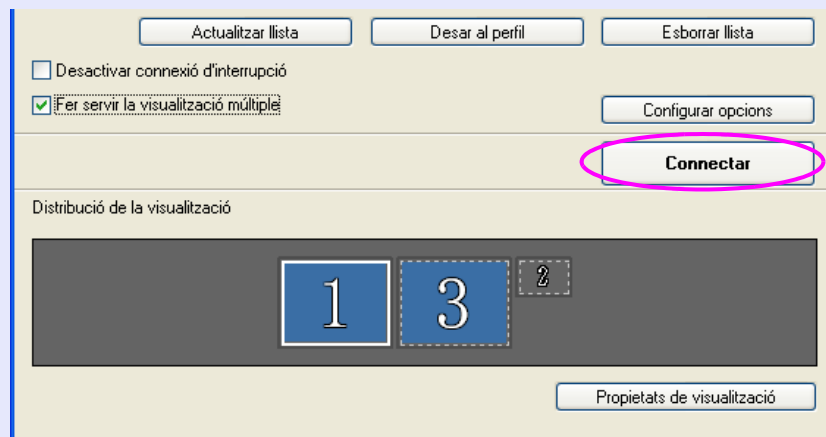 Actualitzar llista Desar al perfil Esborrar llista
Desactivar connexió d'interrupció
Fer servir la visualització múltiple
Configurar opcions
Connectar
Distribució de la visualització
1 3 2
Propietats de visualització